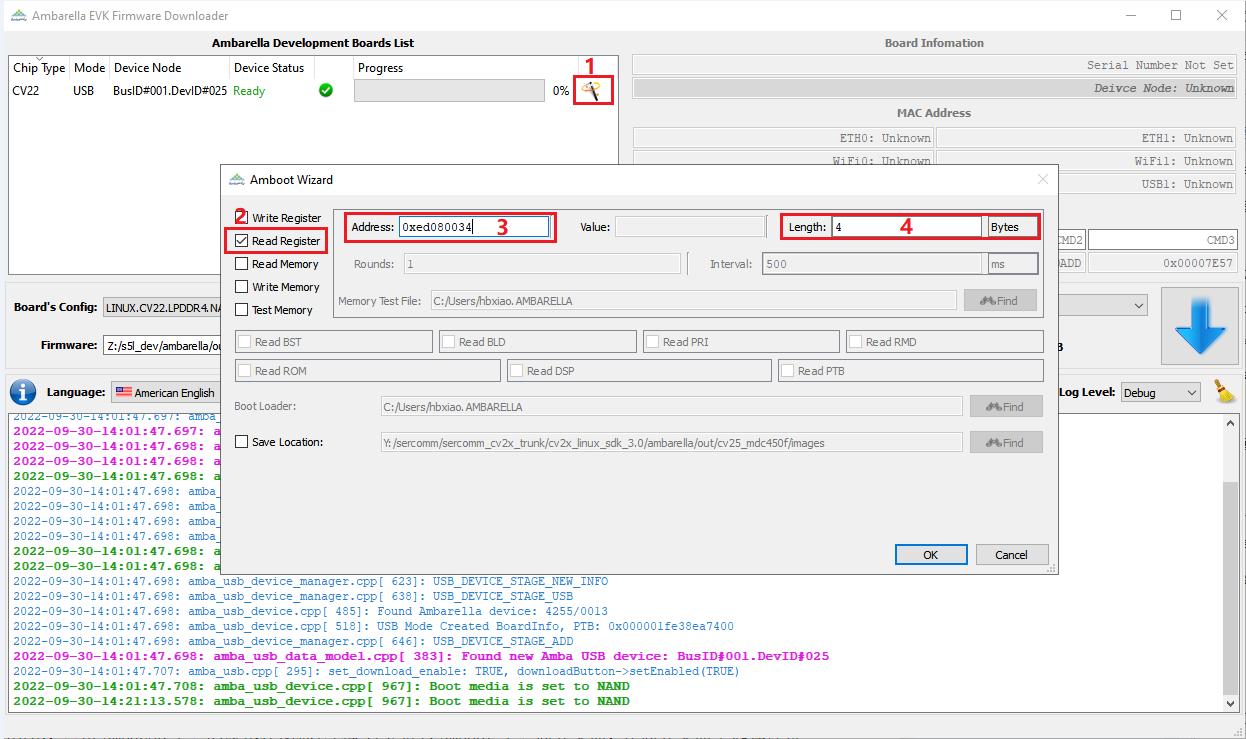 Ambarella EVK Firmware Downloader
Ambarella Development Boards List
Chip Type Mode Device Node Device Status Progress
CV22 USB BusID#001.DevID#025 Ready 0%
1
Board Infomation
Serial Number Not Set
Deivce Node: Unknown
MAC Address
ETH0: Unknown ETH1: Unknown
WiFi0: Unknown WiFi1: Unknown
USB1: Unknown
CMD2 CMD3
ADD 0x00007E57
Amboot Wizard
2
Write Register
Read Register
Read Memory
Write Memory
Test Memory
Address: 0xed080034 3 Value: Length: 4 4 Bytes
Rounds: 1 Interval: 500 ms
Memory Test File: C:/Users/hbxiao.AMBARELLA Find
Read BST Read BLD Read PRI Read RMD
Read ROM Read DSP Read PTB
Boot Loader: C:/Users/hbxiao.AMBARELLA Find
Save Location: Y:/sercomm/sercomm_cv2x_trunk/cv2x_linux_sdk_3.0/ambarella/out/cv25_mdc450f/images Find
OK Cancel
Board's Config: LINUX.CV22.LPDDR4.NA
Firmware: Z:/s5l_dev/ambarella/ou
B
Language: American English
Log Level: Debug
2022-09-30-14:01:47.697: amba_
2022-09-30-14:01:47.697: a
2022-09-30-14:01:47.698: a
2022-09-30-14:01:47.698: a
2022-09-30-14:01:47.698: a
2022-09-30-14:01:47.698: amba_
2022-09-30-14:01:47.698: amba_
2022-09-30-14:01:47.698: amba_
2022-09-30-14:01:47.698: amba_
2022-09-30-14:01:47.698: a
2022-09-30-14:01:47.698: a
2022-09-30-14:01:47.698: amba_usb_device_manager.cpp[ 623]: USB_DEVICE_STAGE_NEW_INFO
2022-09-30-14:01:47.698: amba_usb_device_manager.cpp[ 638]: USB_DEVICE_STAGE_USB
2022-09-30-14:01:47.698: amba_usb_device.cpp[ 485]: Found Ambarella device: 4255/0013
2022-09-30-14:01:47.698: amba_usb_device.cpp[ 518]: USB Mode Created BoardInfo, PTB: 0x000001fe38ea7400
2022-09-30-14:01:47.698: amba_usb_device_manager.cpp[ 646]: USB_DEVICE_STAGE_ADD
2022-09-30-14:01:47.698: amba_usb_data_model.cpp[ 383]: Found new Amba USB device: BusID#001.DevID#025
2022-09-30-14:01:47.707: amba_usb.cpp[ 295]: set_download_enable: TRUE, downloadButton->setEnabled(TRUE)
2022-09-30-14:01:47.708: amba_usb_device.cpp[ 967]: Boot media is set to NAND
2022-09-30-14:21:13.578: amba_usb_device.cpp[ 967]: Boot media is set to NAND